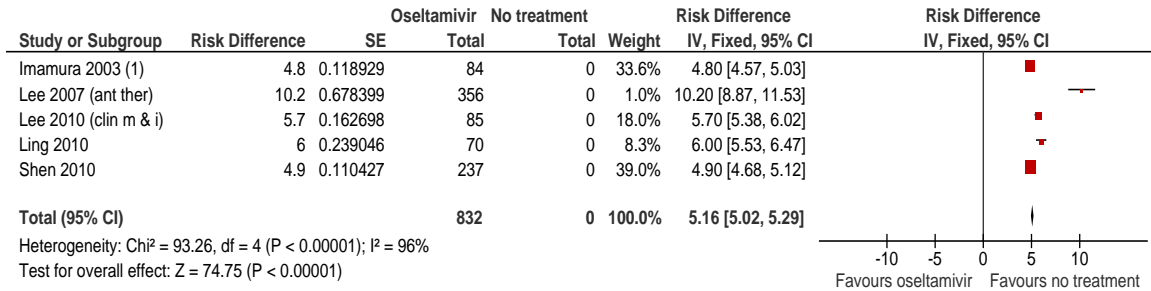 Oseltamivir No treatment Risk Difference Risk Difference
Study or Subgroup Risk Difference SE Total Total Weight IV, Fixed, 95% CI IV, Fixed, 95% CI
Imamura 2003 (1) 4.8 0.118929 84 0 33.6% 4.80 [4.57, 5.03]
Lee 2007 (ant ther) 10.2 0.678399 356 0 1.0% 10.20 [8.87, 11.53]
Lee 2010 (clin m & i) 5.7 0.162698 85 0 18.0% 5.70 [5.38, 6.02]
Ling 2010 6 0.239046 70 0 8.3% 6.00 [5.53, 6.47]
Shen 2010 4.9 0.110427 237 0 39.0% 4.90 [4.68, 5.12]
Total (95% CI) 832 0 100.0% 5.16 [5.02, 5.29]
Heterogeneity: Chi² = 93.26, df = 4 (P < 0.00001); I² = 96%
Test for overall effect: Z = 74.75 (P < 0.00001)
-10 -5 0 5 10
Favours oseltamivir Favours no treatment